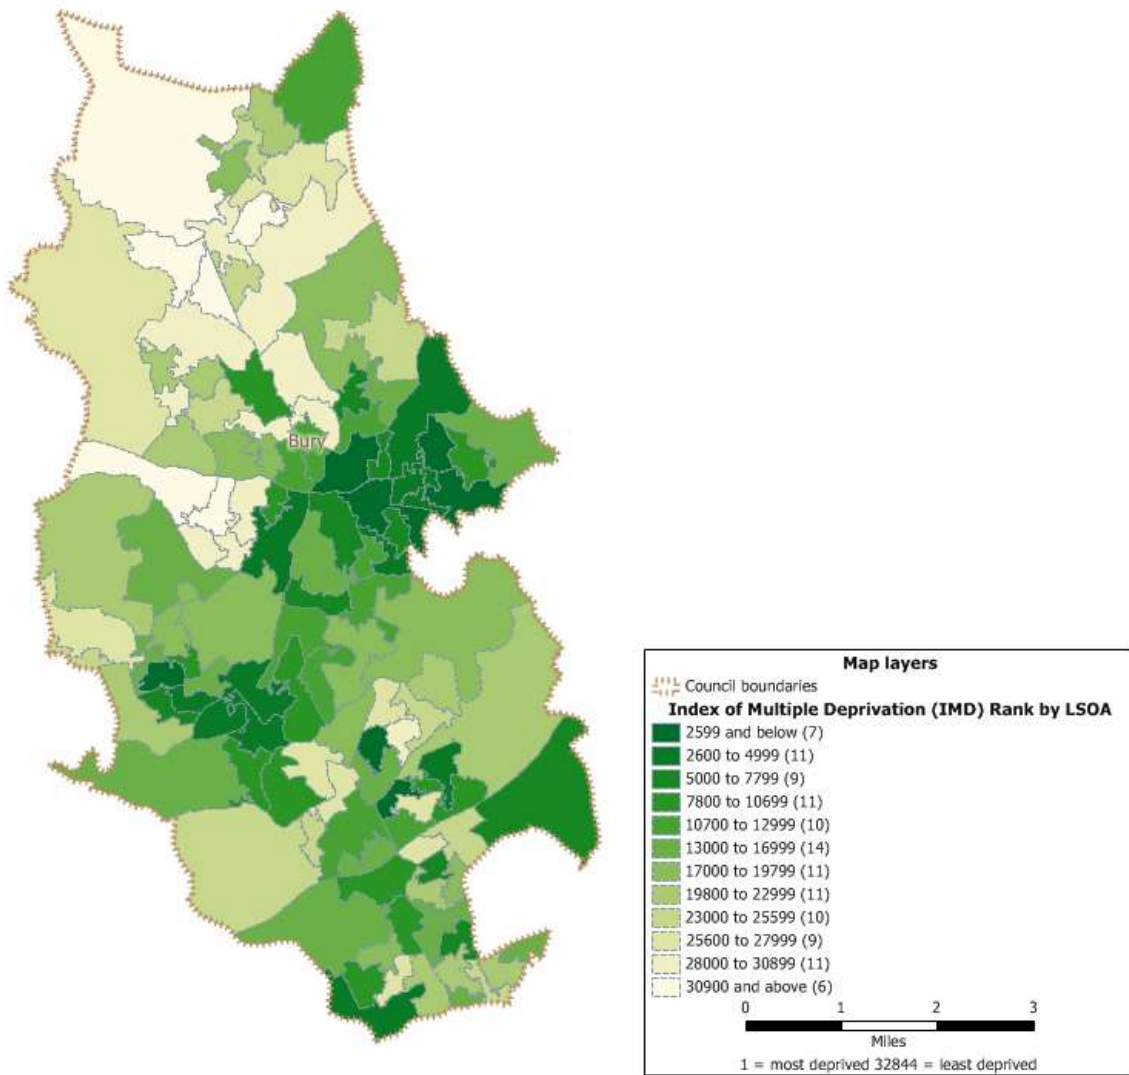 Bury
Map layers
Council boundaries
Index of Multiple Deprivation (IMD) Rank by LSOA
2599 and below (7)
2600 to 4999 (11)
5000 to 7799 (9)
7800 to 10699 (11)
10700 to 12999 (10)
13000 to 16999 (14)
17000 to 19799 (11)
19800 to 22999 (11)
23000 to 25599 (10)
25600 to 27999 (9)
28000 to 30899 (11)
30900 and above (6)
0 1 2 3
Miles
1 = most deprived 32844 = least deprived